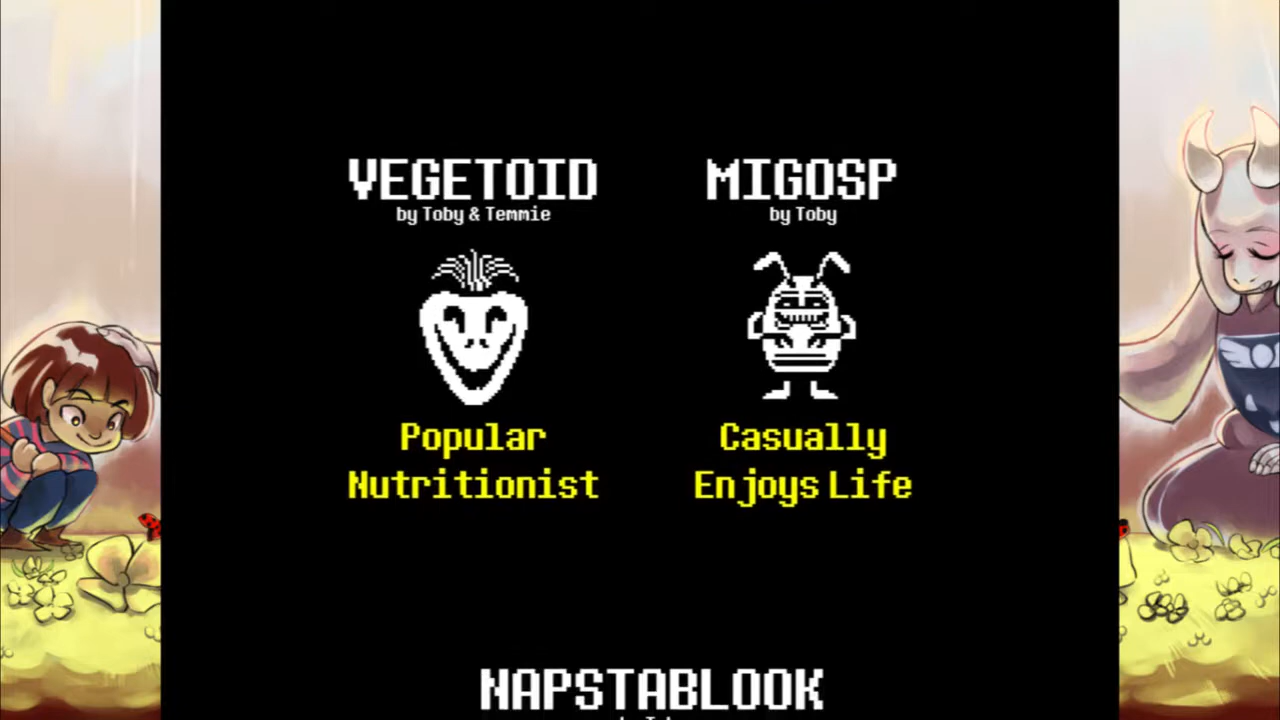 VEGETOID
by Toby & Temmie
Popular
Nutritionist
MIGOSP
by Toby
Casually
Enjoys Life
NAPSTABLOOK